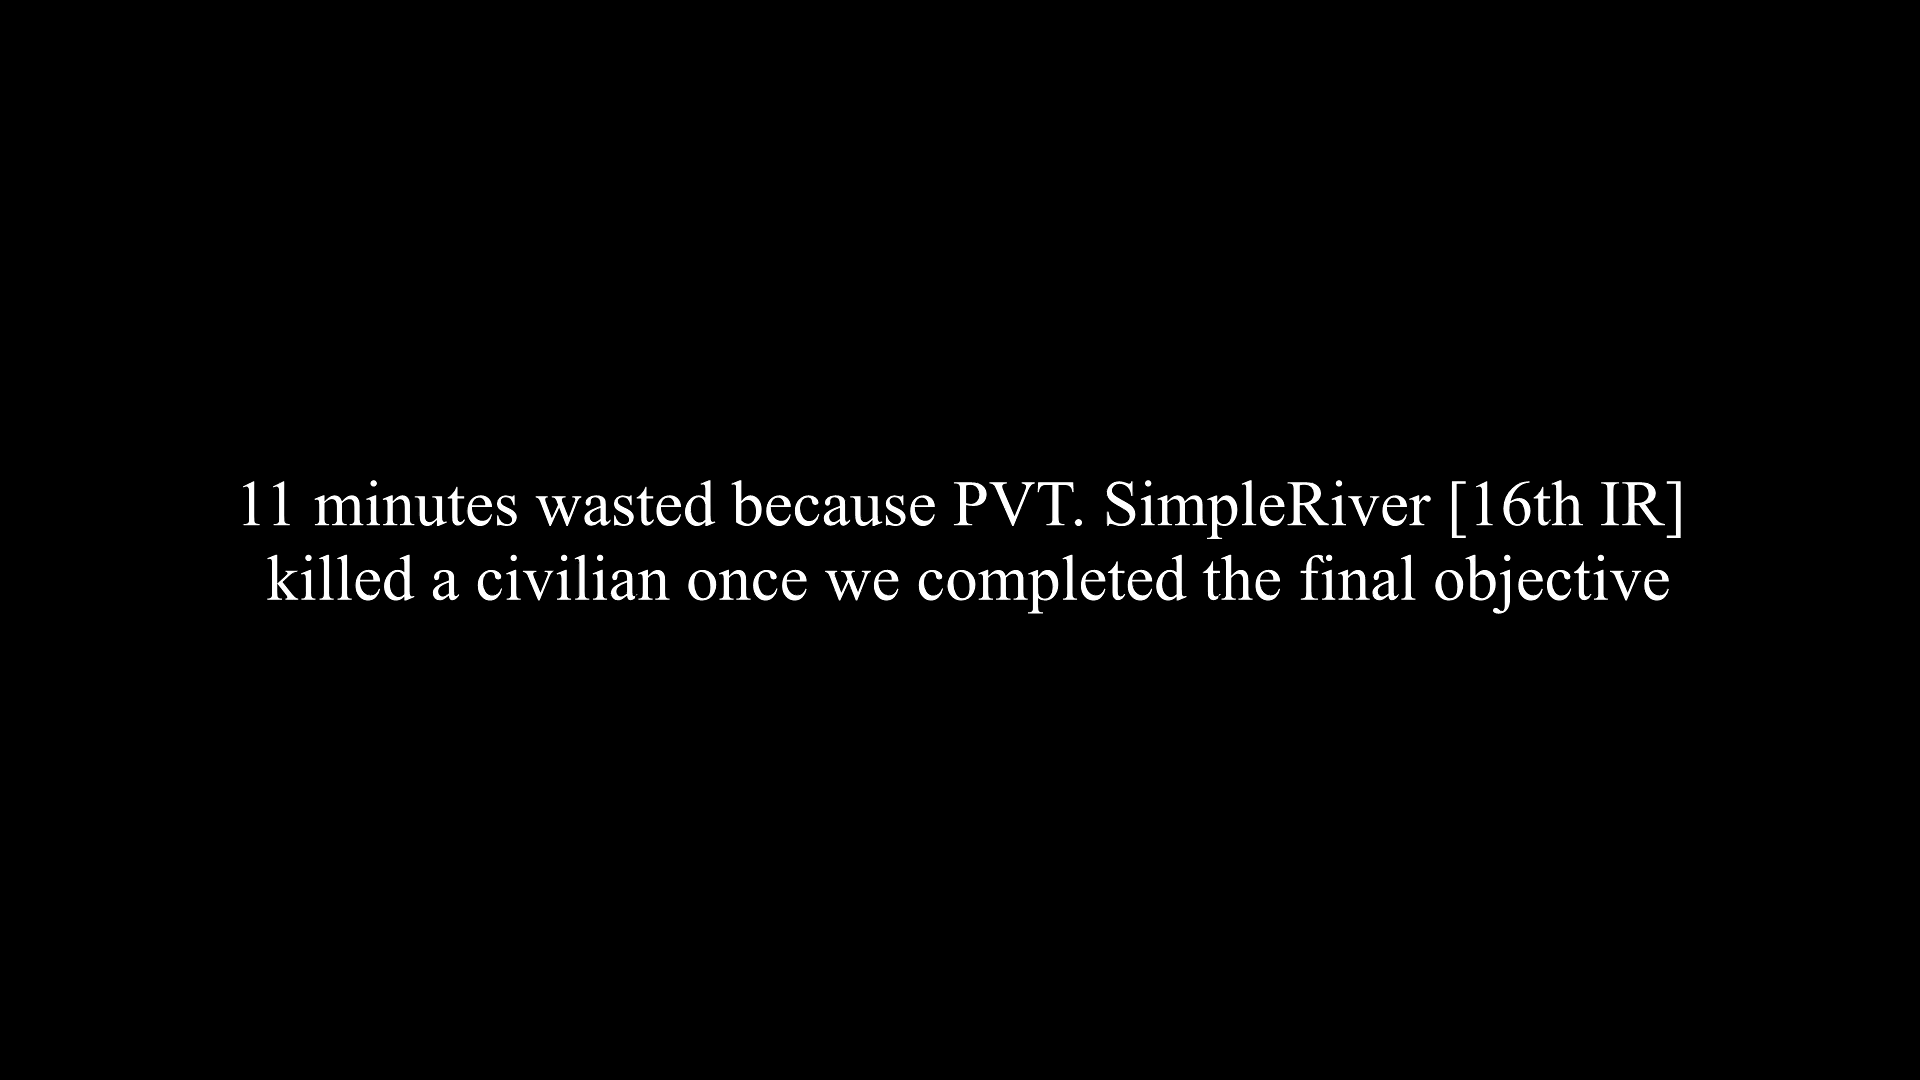 11 minutes wasted because PVT. SimpleRiver [16th IR]
killed a civilian once we completed the final objective